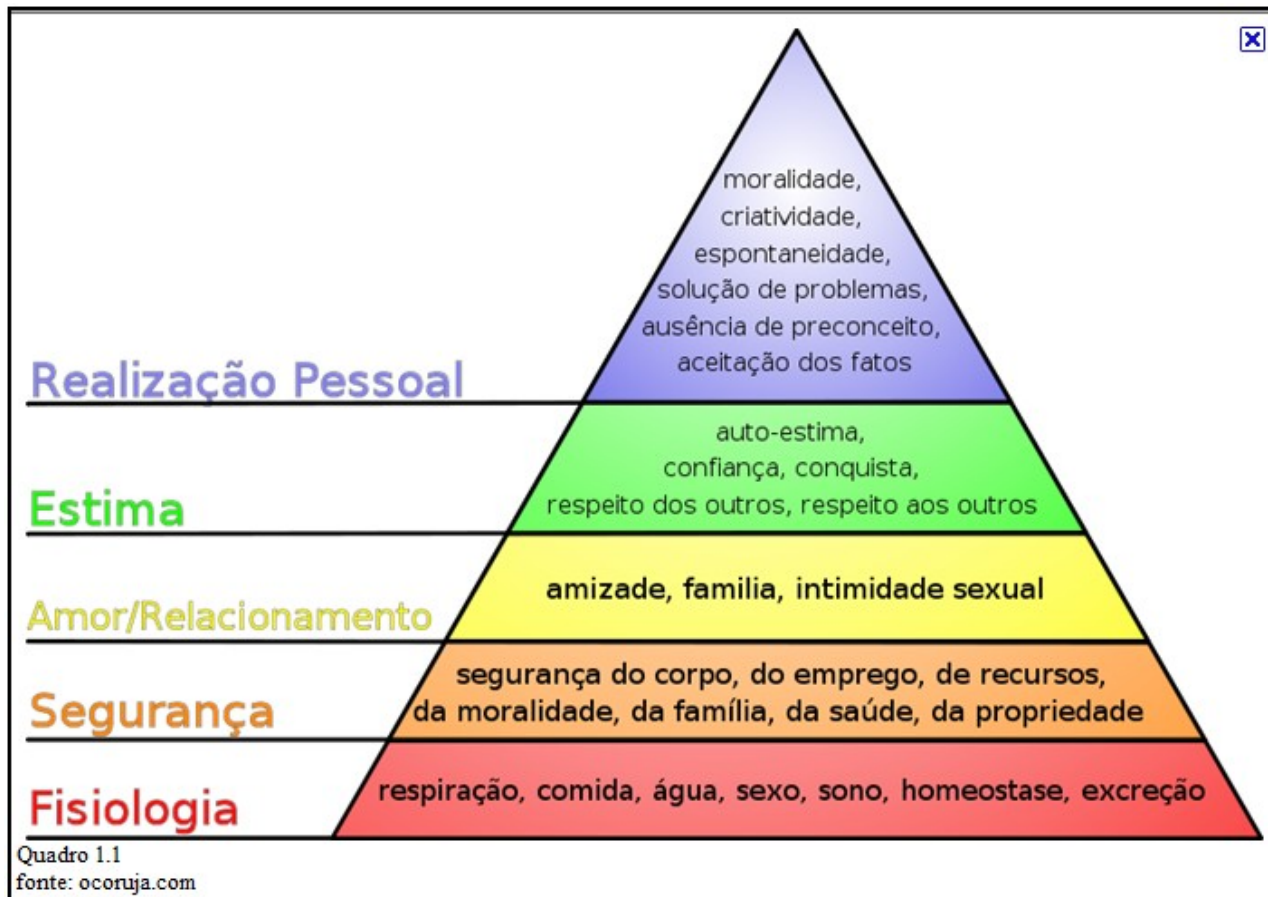 moralidade,
criatividade,
espontaneidade,
solução de problemas,
ausência de preconceito,
aceitação dos fatos
Realização Pessoal
auto-estima,
confiança, conquista,
respeito dos outros, respeito aos outros
Estima
amizade, familia, intimidade sexual
Amor/Relacionamento
segurança do corpo, do emprego, de recursos,
da moralidade, da família, da saúde, da propriedade
Segurança
respiração, comida, água, sexo, sono, homeostase, excreção
Fisiologia
Quadro 1.1
fonte: ocoruja.com